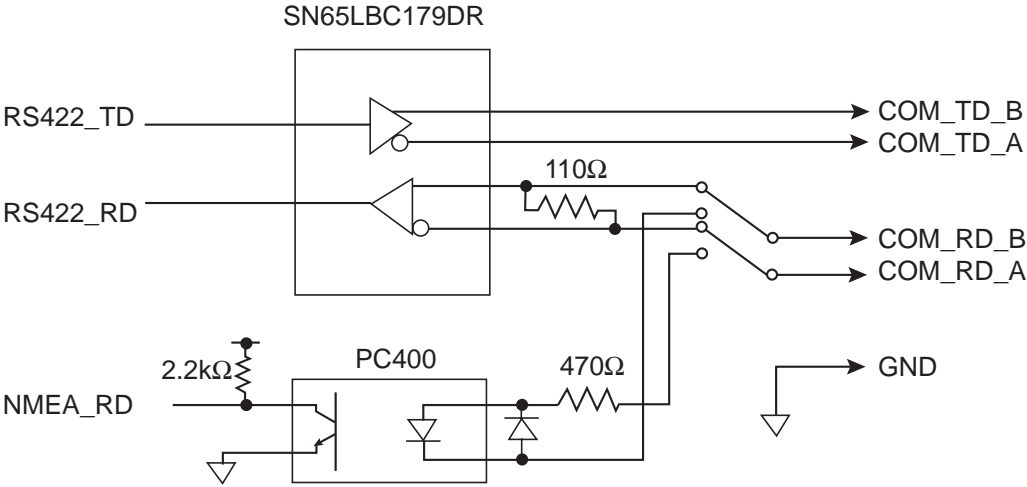 SN65LBC179DR
RS422_TD
COM_TD_B
COM_TD_A
110Ω
RS422_RD
COM_RD_B
COM_RD_A
2.2kΩ
PC400
470Ω
GND
NMEA_RD